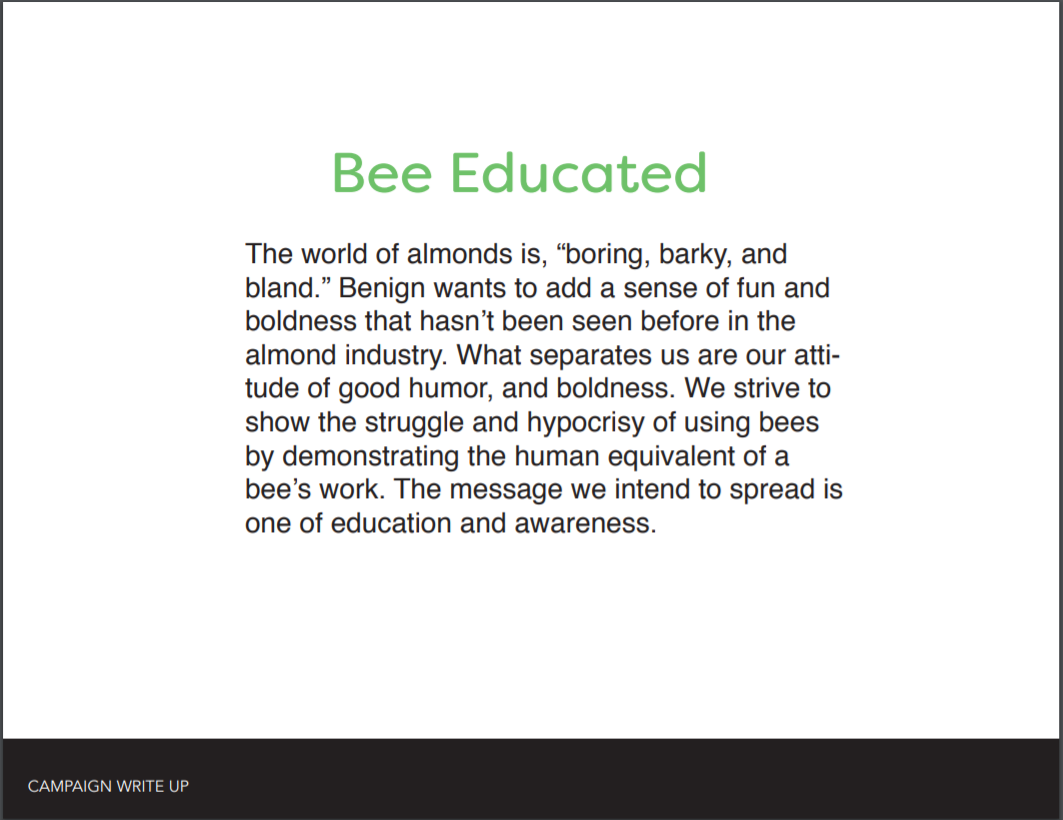 Bee Educated
The world of almonds is, “boring, barky, and
bland.” Benign wants to add a sense of fun and
boldness that hasn’t been seen before in the
almond industry. What separates us are our atti-
tude of good humor, and boldness. We strive to
show the struggle and hypocrisy of using bees
by demonstrating the human equivalent of a
bee’s work. The message we intend to spread is
one of education and awareness.
CAMPAIGN WRITE UP